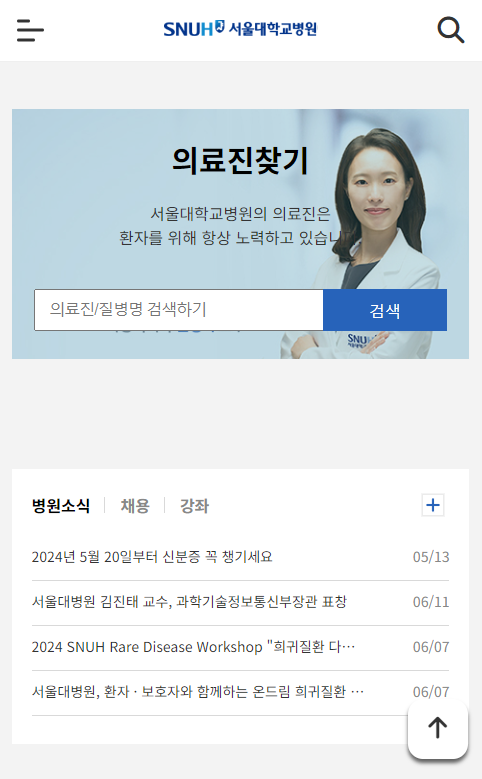 SNUH 서울대학교병원
의료진찾기
서울대학교병원의 의료진은
환자를 위해 항상 노력하고 있습니다
의료진/질병명 검색하기
검색
SNUH
병원소식
채용
강좌
2024년 5월 20일부터 신분증 꼭 챙기세요
05/13
서울대병원 김진태 교수, 과학기술정보통신부장관 표창
06/11
2024 SNUH Rare Disease Workshop "희귀질환 다…
06/07
서울대병원, 환자 · 보호자와 함께하는 온드림 희귀질환 …
06/07